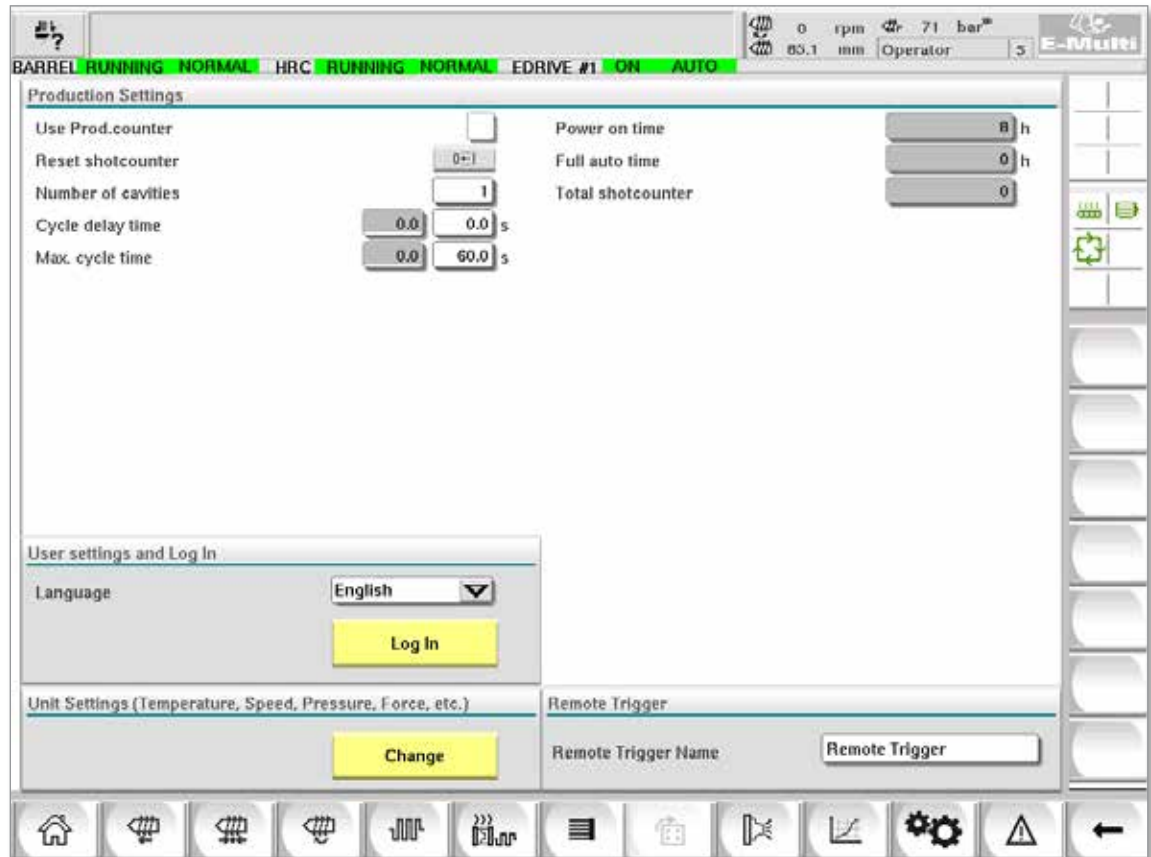 0 rpm 71 bar
83.1 mm Operator 5
E-Multi
BARREL RUNNING NORMAL HRC RUNNING NORMAL EDRIVE #1 ON AUTO
Production Settings
Use Prod.counter
Power on time 8 h
Reset shotcounter
Full auto time 0 h
Number of cavities 1
Total shotcounter 0
Cycle delay time 0.0 0.0 s
Max. cycle time 0.0 60.0 s
User settings and Log In
Language English
Log In
Unit Settings (Temperature, Speed, Pressure, Force, etc.)
Change
Remote Trigger
Remote Trigger Name Remote Trigger